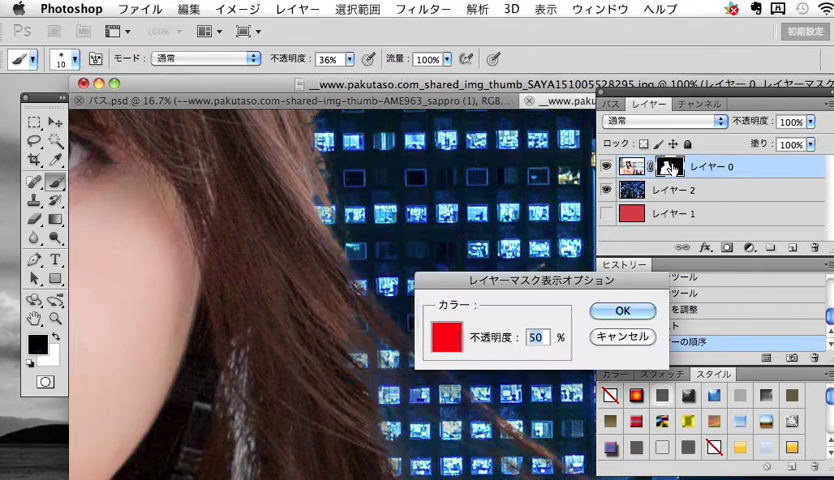 Photoshop ファイル 編集 イメージ レイヤー 選択範囲 フィルター 解析 3D 表示 ウィンドウ ヘルプ
Ps 100% 初期設定
10 モード： 通常 不透明度： 36% 流量： 100%
__www.pakutaso.com_shared_img_thumb_SAYA151005528295.jpg @ 100% (レイヤー 0, レイヤーマスク
パス.psd @ 16.7% (--www.pakutaso.com-shared-img-thumb-AME963_sappro (1), RGB...
__www.pakutaso.
パス レイヤー チャンネル
通常 不透明度： 100%
ロック： 塗り： 100%
レイヤー 0
レイヤー 2
レイヤー 1
fx.
ヒストリー
ツール
ツール
を調整
ト
ーの順序
レイヤーマスク表示オプション
カラー：
不透明度： 50 %
OK
キャンセル
カラー スウォッチ スタイル
T